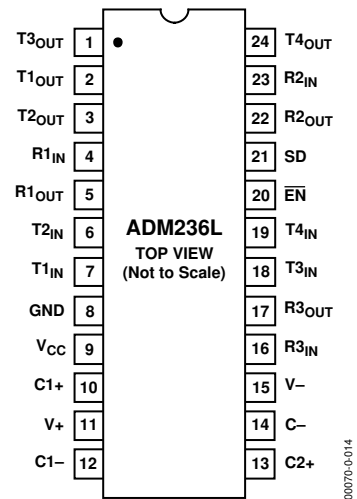 T3OUT 1 24 T4OUT
T1OUT 2 23 R2IN
T2OUT 3 22 R2OUT
R1IN 4 21 SD
R1OUT 5 20 EN
T2IN 6 ADM236L 19 T4IN
TOP VIEW
T1IN 7 (Not to Scale) 18 T3IN
GND 8 17 R3OUT
VCC 9 16 R3IN
C1+ 10 15 V–
V+ 11 14 C–
C1– 12 13 C2+
00070-0-014